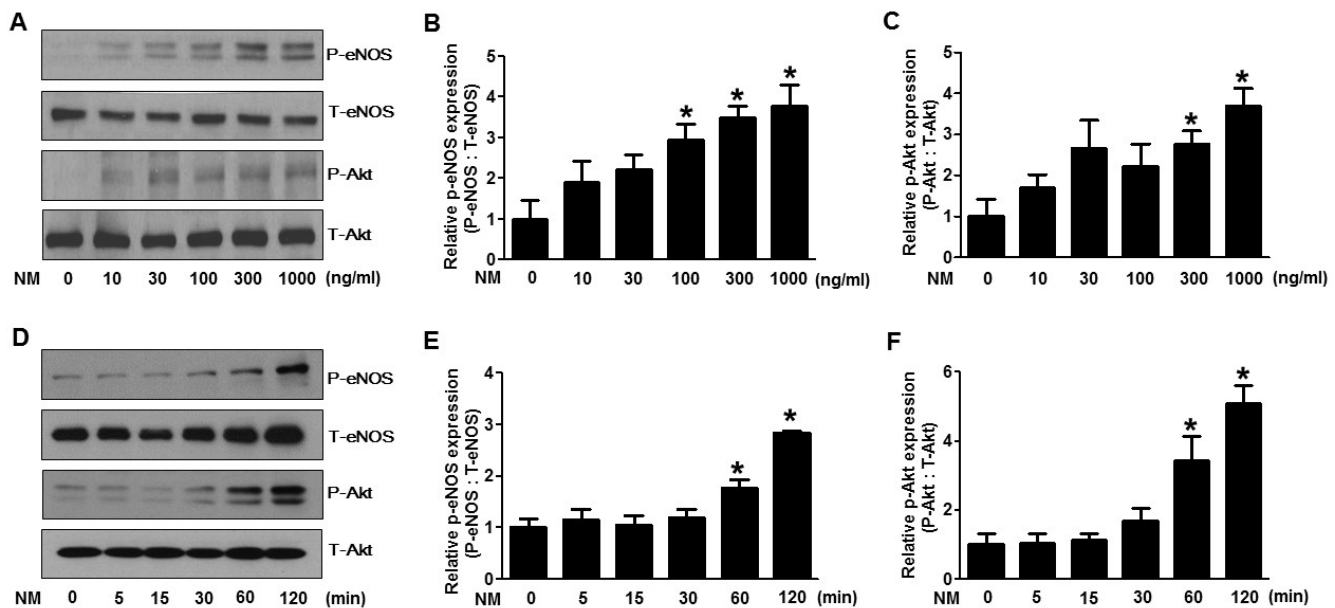 A
P-eNOS
T-eNOS
P-Akt
T-Akt
NM 0 10 30 100 300 1000 (ng/ml)
B
Relative p-eNOS expression
(P-eNOS : T-eNOS)
5
4
3
2
1
0
* * *
NM 0 10 30 100 300 1000 (ng/ml)
C
Relative p-Akt expression
(P-Akt : T-Akt)
5
4
3
2
1
0
* *
NM 0 10 30 100 300 1000 (ng/ml)
D
P-eNOS
T-eNOS
P-Akt
T-Akt
NM 0 5 15 30 60 120 (min)
E
Relative p-eNOS expression
(P-eNOS : T-eNOS)
4
3
2
1
0
* *
NM 0 5 15 30 60 120 (min)
F
Relative p-Akt expression
(P-Akt : T-Akt)
6
4
2
0
* *
NM 0 5 15 30 60 120 (min)